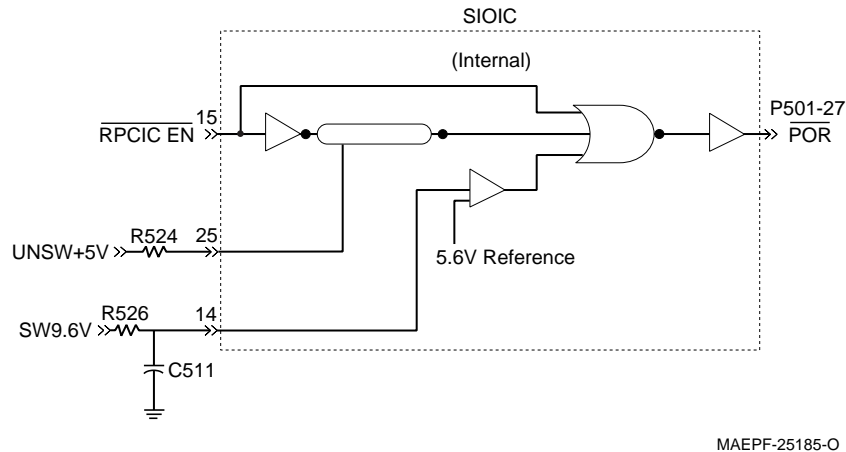 SIOIC
(Internal)
P501-27
POR
15
RPCIC EN
R524
25
UNSW+5V
5.6V Reference
R526
14
SW9.6V
C511
MAEPF-25185-O